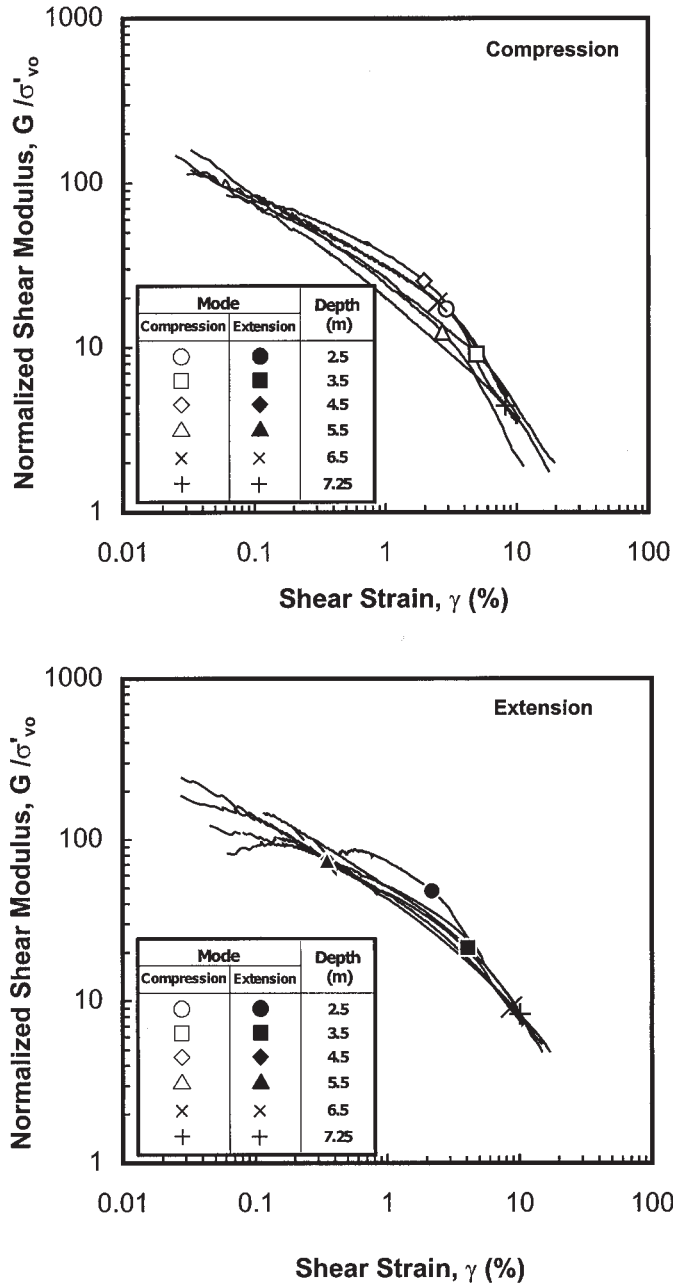 1000
Compression
100
10
1
Normalized Shear Modulus, G /σ'vo
Mode Depth (m)
Compression Extension
2.5
3.5
4.5
5.5
6.5
7.25
0.01 0.1 1 10 100
Shear Strain, γ (%)
1000
Extension
100
10
1
Normalized Shear Modulus, G /σ'vo
Mode Depth (m)
Compression Extension
2.5
3.5
4.5
5.5
6.5
7.25
0.01 0.1 1 10 100
Shear Strain, γ (%)